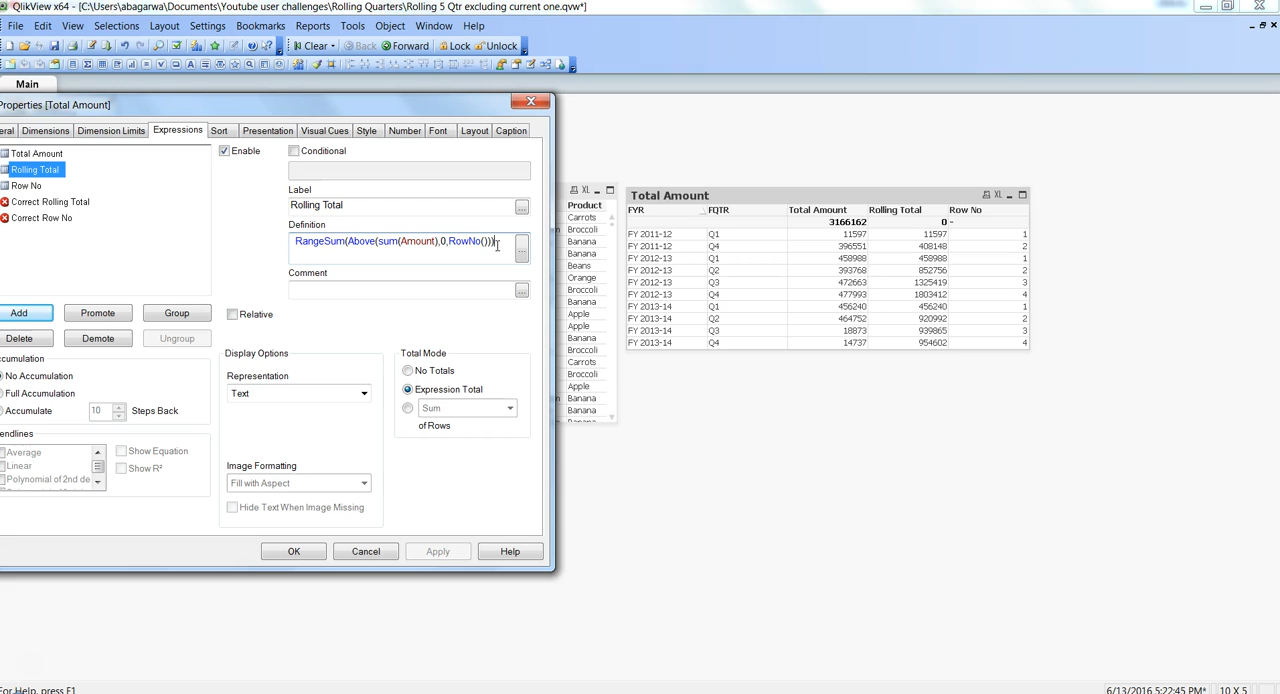 QlikView x64 - [C:\Users\abagarwa\Documents\Youtube user challenges\Rolling Quarters\Rolling 5 Qtr excluding current one.qvw*]
File Edit View Selections Layout Settings Bookmarks Reports Tools Object Window Help
Clear Back Forward Lock Unlock
Main
Properties [Total Amount]
eral Dimensions Dimension Limits Expressions Sort Presentation Visual Cues Style Number Font Layout Caption
Total Amount
Rolling Total
Row No
Correct Rolling Total
Correct Row No
Enable Conditional
Label
Rolling Total
Definition
RangeSum(Above(sum(Amount),0,RowNo()))
Comment
Add Promote Group
Delete Demote Ungroup
Relative
ccumulation
No Accumulation
Full Accumulation
Accumulate 10 Steps Back
endlines
Average
Linear
Polynomial of 2nd de
Show Equation
Show R²
Display Options
Representation
Text
Image Formatting
Fill with Aspect
Hide Text When Image Missing
Total Mode
No Totals
Expression Total
Sum
of Rows
OK Cancel Apply Help
XL
Product
Carrots
Broccoli
Banana
Banana
Beans
Orange
Broccoli
Banana
Apple
Apple
Banana
Broccoli
Carrots
Broccoli
Apple
Banana
Banana
Banana
Total Amount XL
FYR FQTR Total Amount Rolling Total Row No
3166162 0 -
FY 2011-12 Q1 11597 11597 1
FY 2011-12 Q4 396551 408148 2
FY 2012-13 Q1 458988 458988 1
FY 2012-13 Q2 393768 852756 2
FY 2012-13 Q3 472663 1325419 3
FY 2012-13 Q4 477993 1803412 4
FY 2013-14 Q1 456240 456240 1
FY 2013-14 Q2 464752 920992 2
FY 2013-14 Q3 18873 939865 3
FY 2013-14 Q4 14737 954602 4
For Help, press F1
6/13/2016 5:22:45 PM* 10 X 5